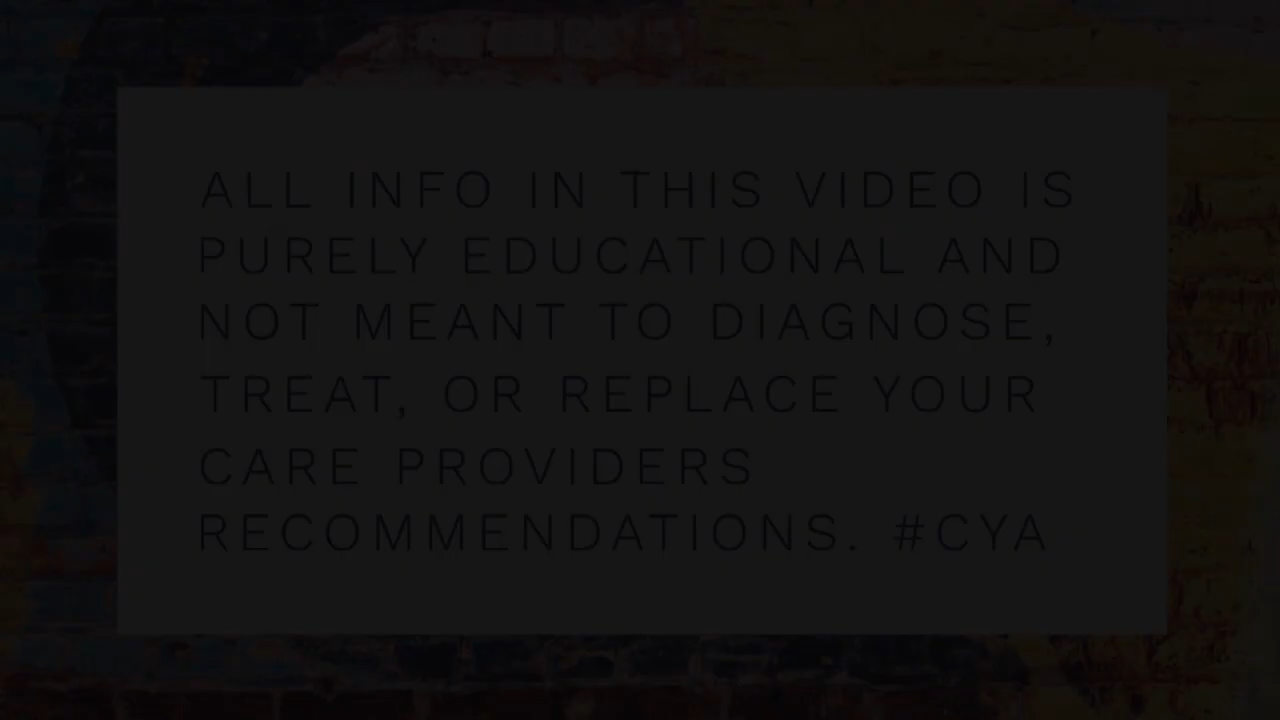 ALL INFO IN THIS VIDEO IS
PURELY EDUCATIONAL AND
NOT MEANT TO DIAGNOSE,
TREAT, OR REPLACE YOUR
CARE PROVIDERS
RECOMMENDATIONS. #CYA